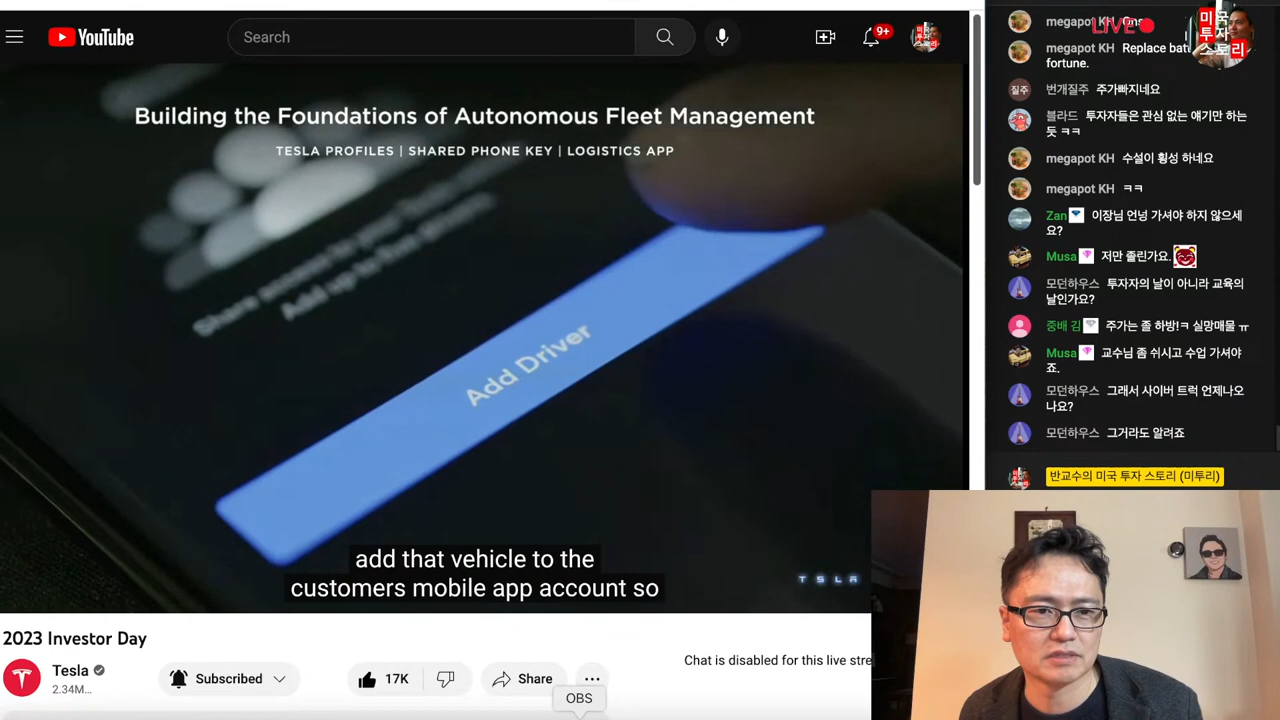 YouTube
Search
9+
Building the Foundations of Autonomous Fleet Management
TESLA PROFILES | SHARED PHONE KEY | LOGISTICS APP
Add Driver
add that vehicle to the
customers mobile app account so
TSLA
2023 Investor Day
Tesla
2.34M...
Subscribed
17K
Share
...
OBS
Chat is disabled for this live stre
LIVE
미국
투자
스토리
megapot KH
megapot KH Replace bat
fortune.
질주
번개질주 주가빠지네요
블라드 투자자들은 관심 없는 얘기만 하는
듯 ㅋㅋ
megapot KH 수설이 횡성 하네요
megapot KH ㅋㅋ
Zan 이장님 언넝 가셔야 하지 않으세
요?
Musa 저만 졸린가요.
모던하우스 투자자의 날이 아니라 교육의
날인가요?
중배 김 주가는 졸 하방!ㅋ 실망매물 ㅠ
Musa 교수님 좀 쉬시고 수업 가셔야
죠.
모던하우스 그래서 사이버 트럭 언제나오
나요?
모던하우스 그거라도 알려죠
반교수의 미국 투자 스토리 (미투리)